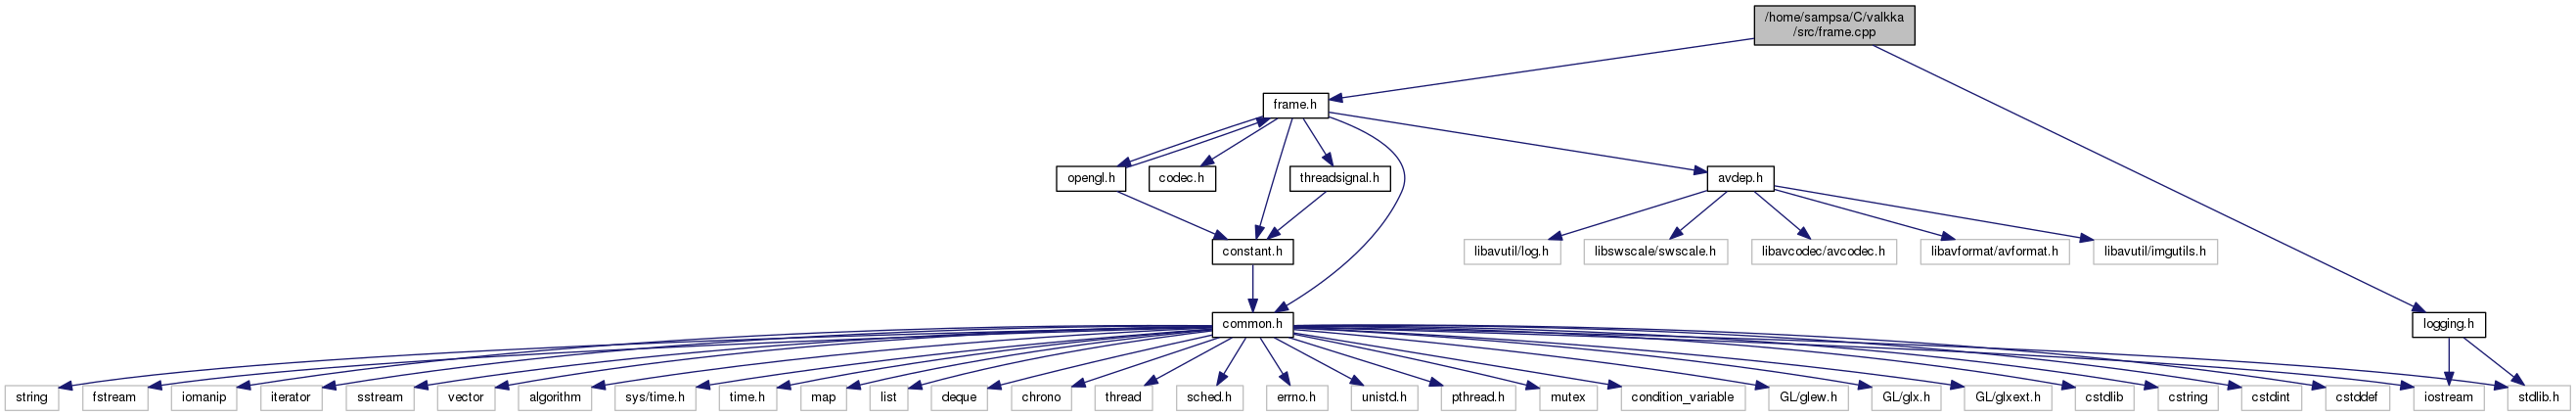 /home/sampsa/C/valkka
/src/frame.cpp
frame.h
opengl.h
codec.h
threadsignal.h
avdep.h
constant.h
libavutil/log.h
libswscale/swscale.h
libavcodec/avcodec.h
libavformat/avformat.h
libavutil/imgutils.h
common.h
logging.h
string
fstream
iomanip
iterator
sstream
vector
algorithm
sys/time.h
time.h
map
list
deque
chrono
thread
sched.h
errno.h
unistd.h
pthread.h
mutex
condition_variable
GL/glew.h
GL/glx.h
GL/glxext.h
cstdlib
cstring
cstdint
cstddef
iostream
stdlib.h